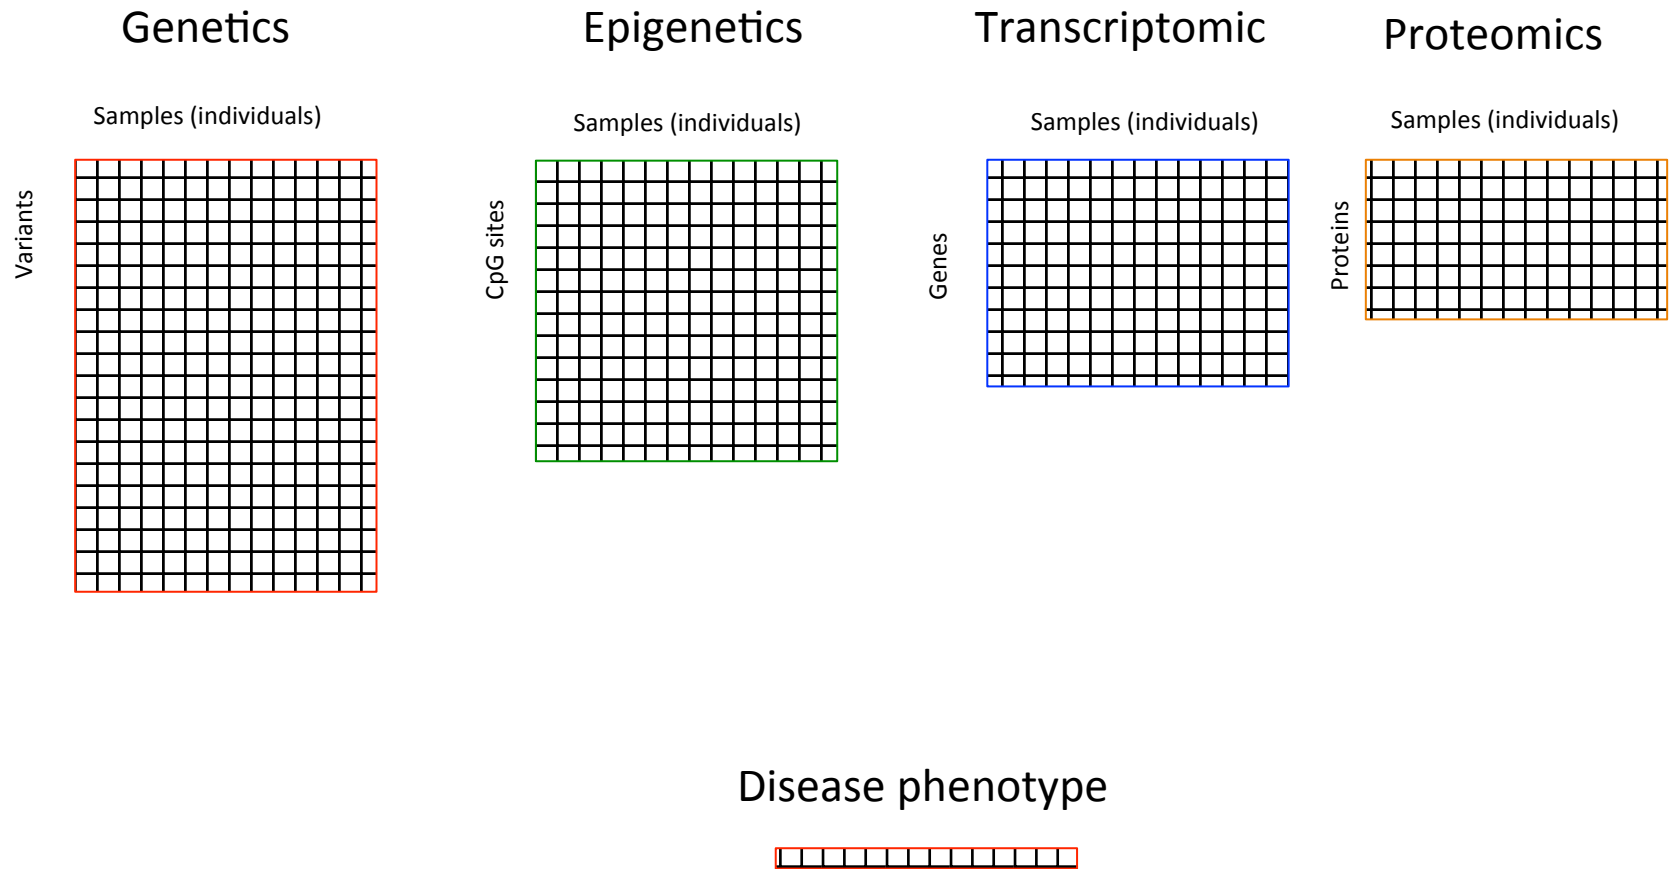 Genetics
Epigenetics
Transcriptomic
Proteomics
Samples (individuals)
Samples (individuals)
Samples (individuals)
Samples (individuals)
Variants
CpG sites
Genes
Proteins
Disease phenotype